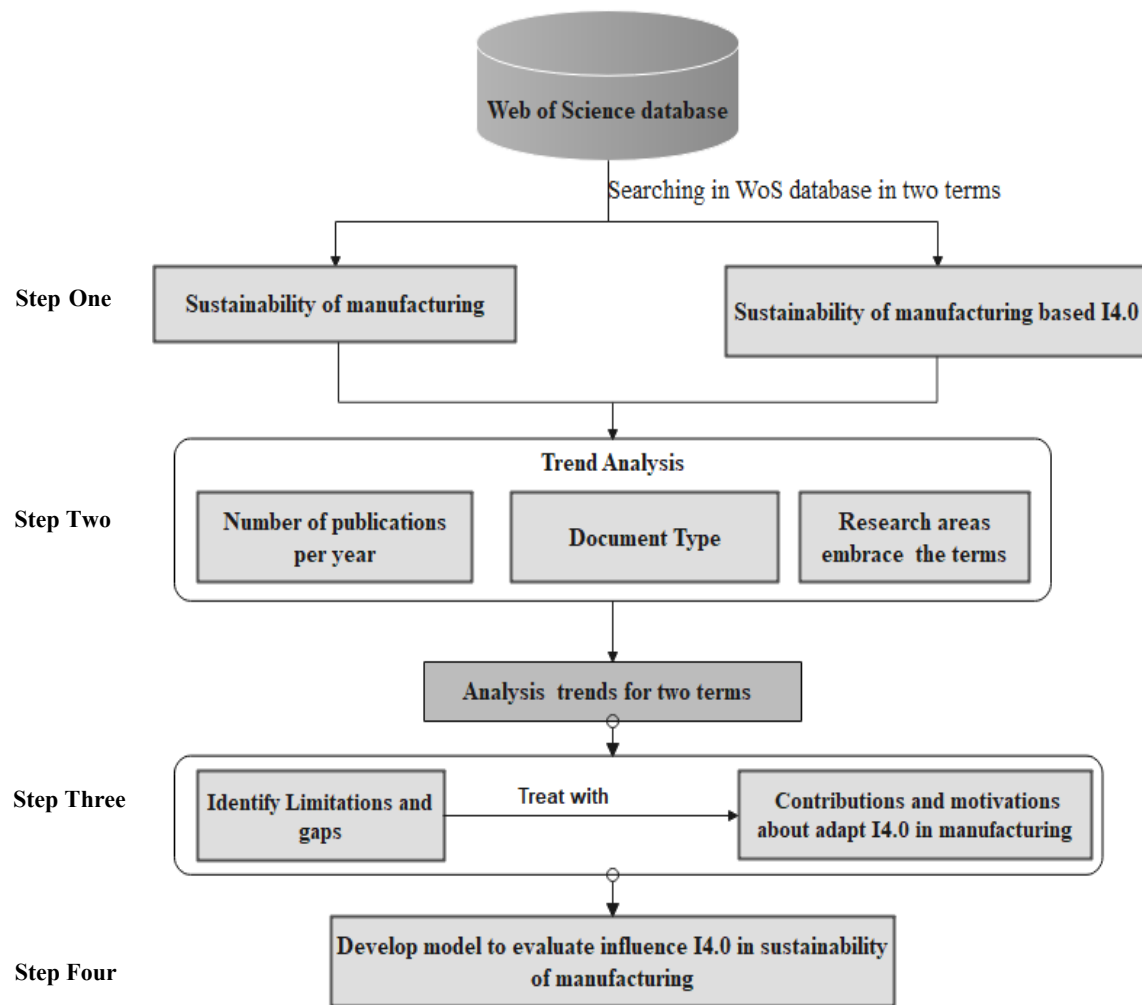 Web of Science database
Searching in WoS database in two terms
Step One
Sustainability of manufacturing
Sustainability of manufacturing based I4.0
Trend Analysis
Step Two
Number of publications
per year
Document Type
Research areas
embrace the terms
Analysis trends for two terms
Step Three
Identify Limitations and
gaps
Treat with
Contributions and motivations
about adapt I4.0 in manufacturing
Step Four
Develop model to evaluate influence I4.0 in sustainability
of manufacturing